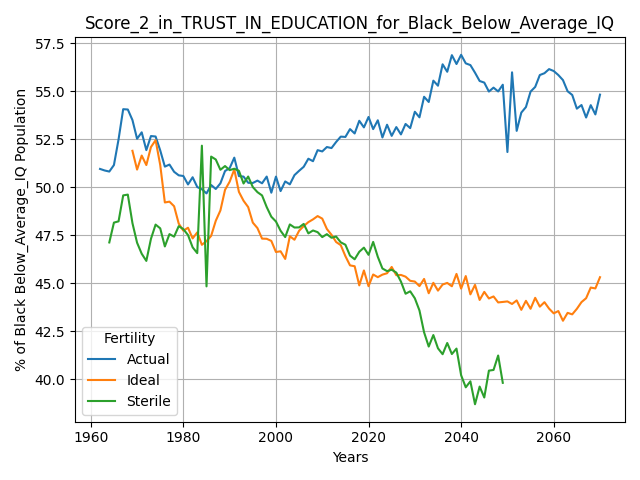 Score_2_in_TRUST_IN_EDUCATION_for_Black_Below_Average_IQ
% of Black Below_Average_IQ Population
57.5
55.0
52.5
50.0
47.5
45.0
42.5
40.0
Fertility
Actual
Ideal
Sterile
1960
1980
2000
2020
2040
2060
Years